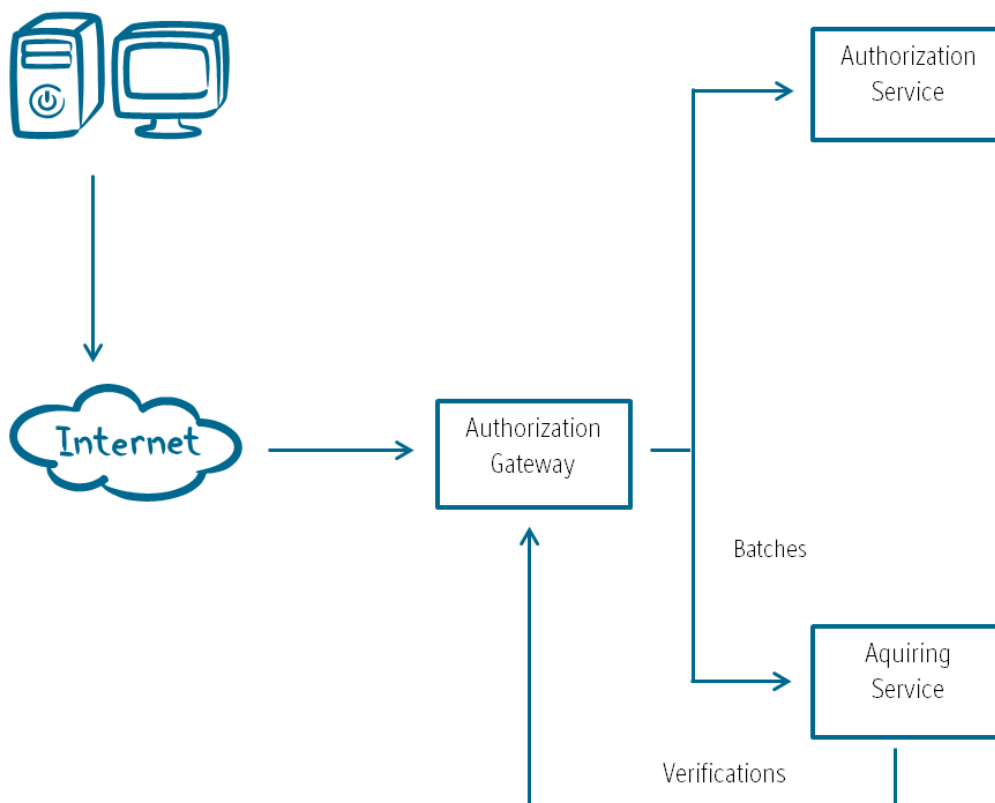 Authorization
Service
Internet
Authorization
Gateway
Batches
Aquiring
Service
Verifications